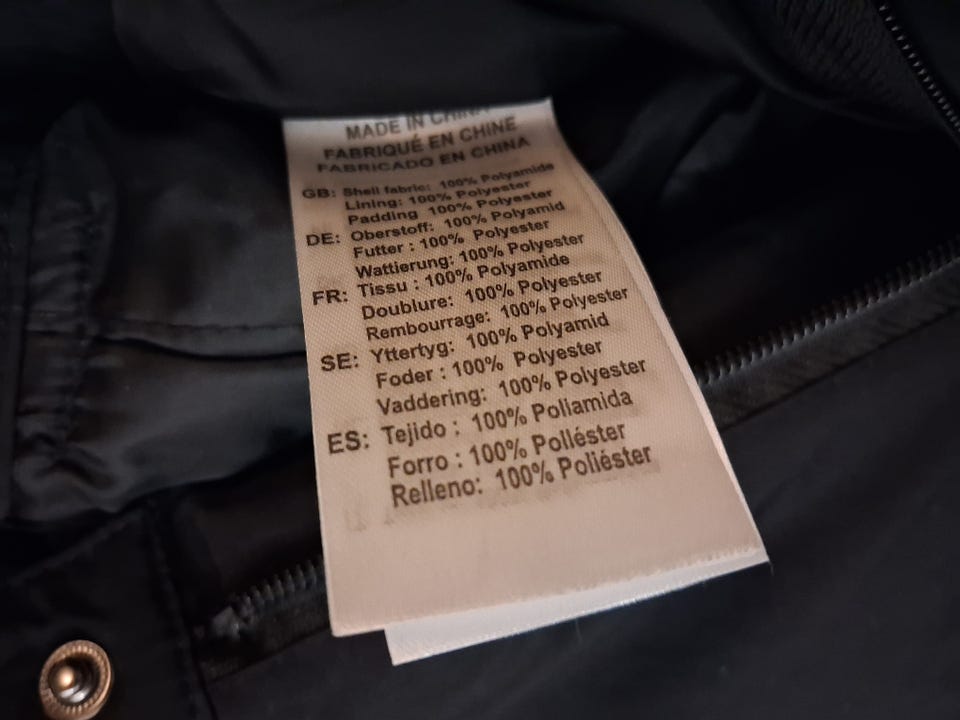 MADE IN CHINA
FABRIQUÉ EN CHINE
FABRICADO EN CHINA
GB: Shell fabric: 100% Polyamide
Lining: 100% Polyester
Padding 100% Polyester
DE: Oberstoff: 100% Polyamid
Futter : 100% Polyester
Wattierung: 100% Polyester
FR: Tissu : 100% Polyamide
Doublure: 100% Polyester
Rembourrage: 100% Polyester
SE: Yttertyg: 100% Polyamid
Foder : 100% Polyester
Vaddering: 100% Polyester
ES: Tejido : 100% Poliamida
Forro : 100% Poliéster
Relleno: 100% Poliéster